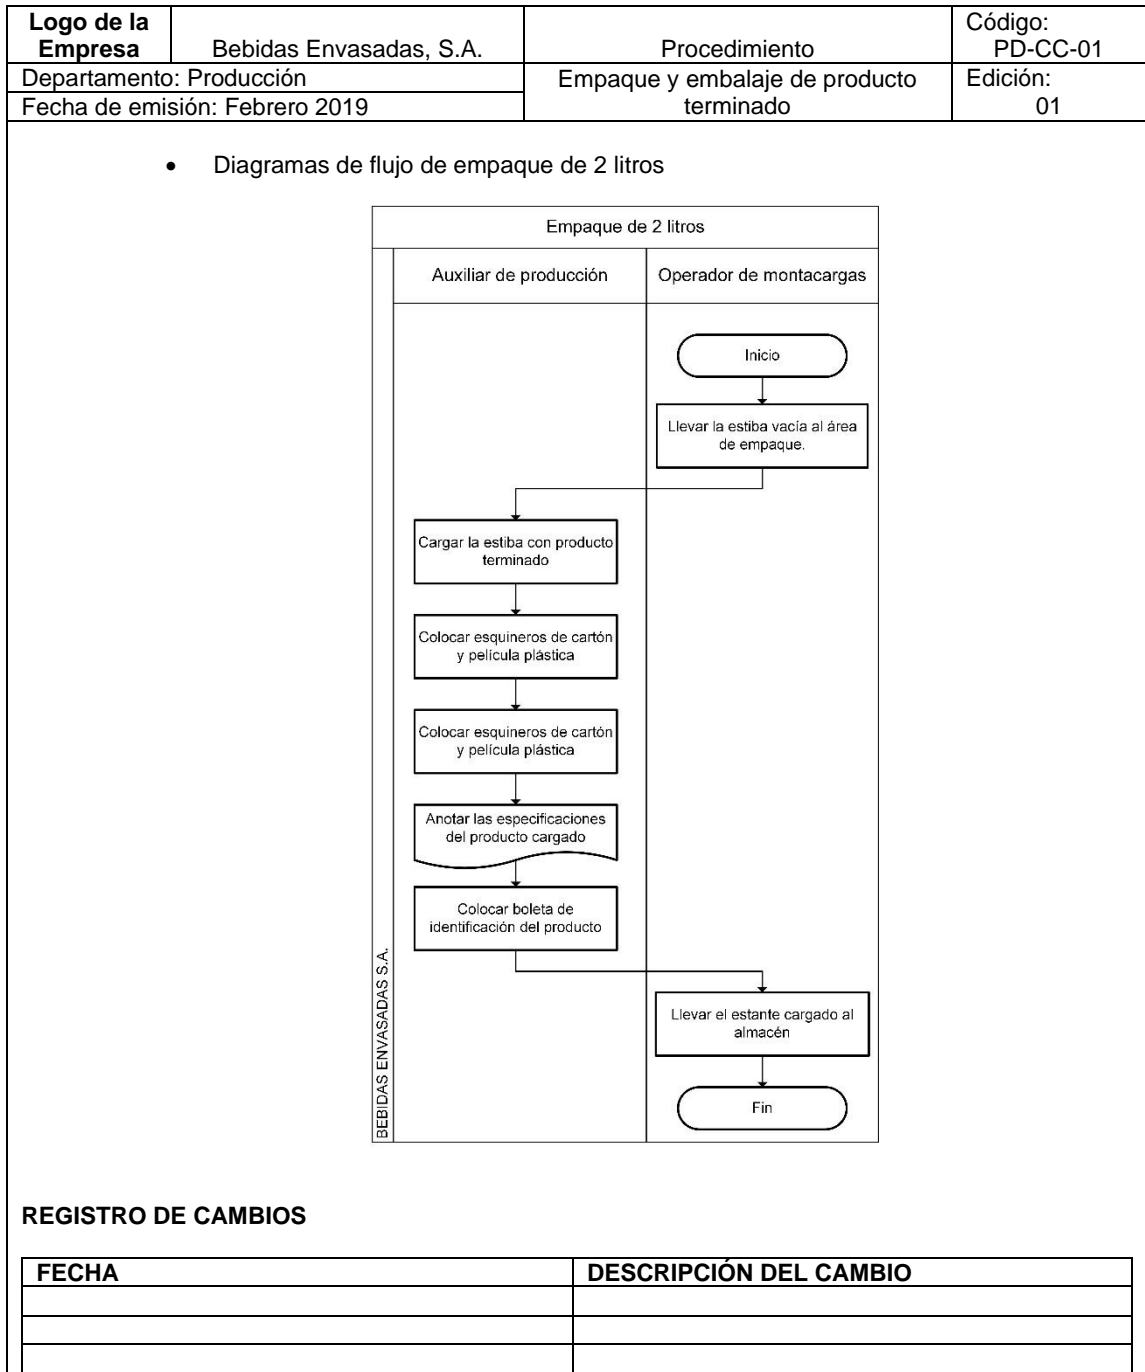 Logo de la
Empresa
Bebidas Envasadas, S.A.
Procedimiento
Código:
PD-CC-01
Departamento: Producción
Fecha de emisión: Febrero 2019
Empaque y embalaje de producto
terminado
Edición:
01
• Diagramas de flujo de empaque de 2 litros
Empaque de 2 litros
Auxiliar de producción
Operador de montacargas
Inicio
Llevar la estiba vacía al área
de empaque.
Cargar la estiba con producto
terminado
Colocar esquineros de cartón
y película plástica
Colocar esquineros de cartón
y película plástica
Anotar las especificaciones
del producto cargado
Colocar boleta de
identificación del producto
Llevar el estante cargado al
almacén
Fin
BEBIDAS ENVASADAS S.A.
REGISTRO DE CAMBIOS
FECHA
DESCRIPCIÓN DEL CAMBIO